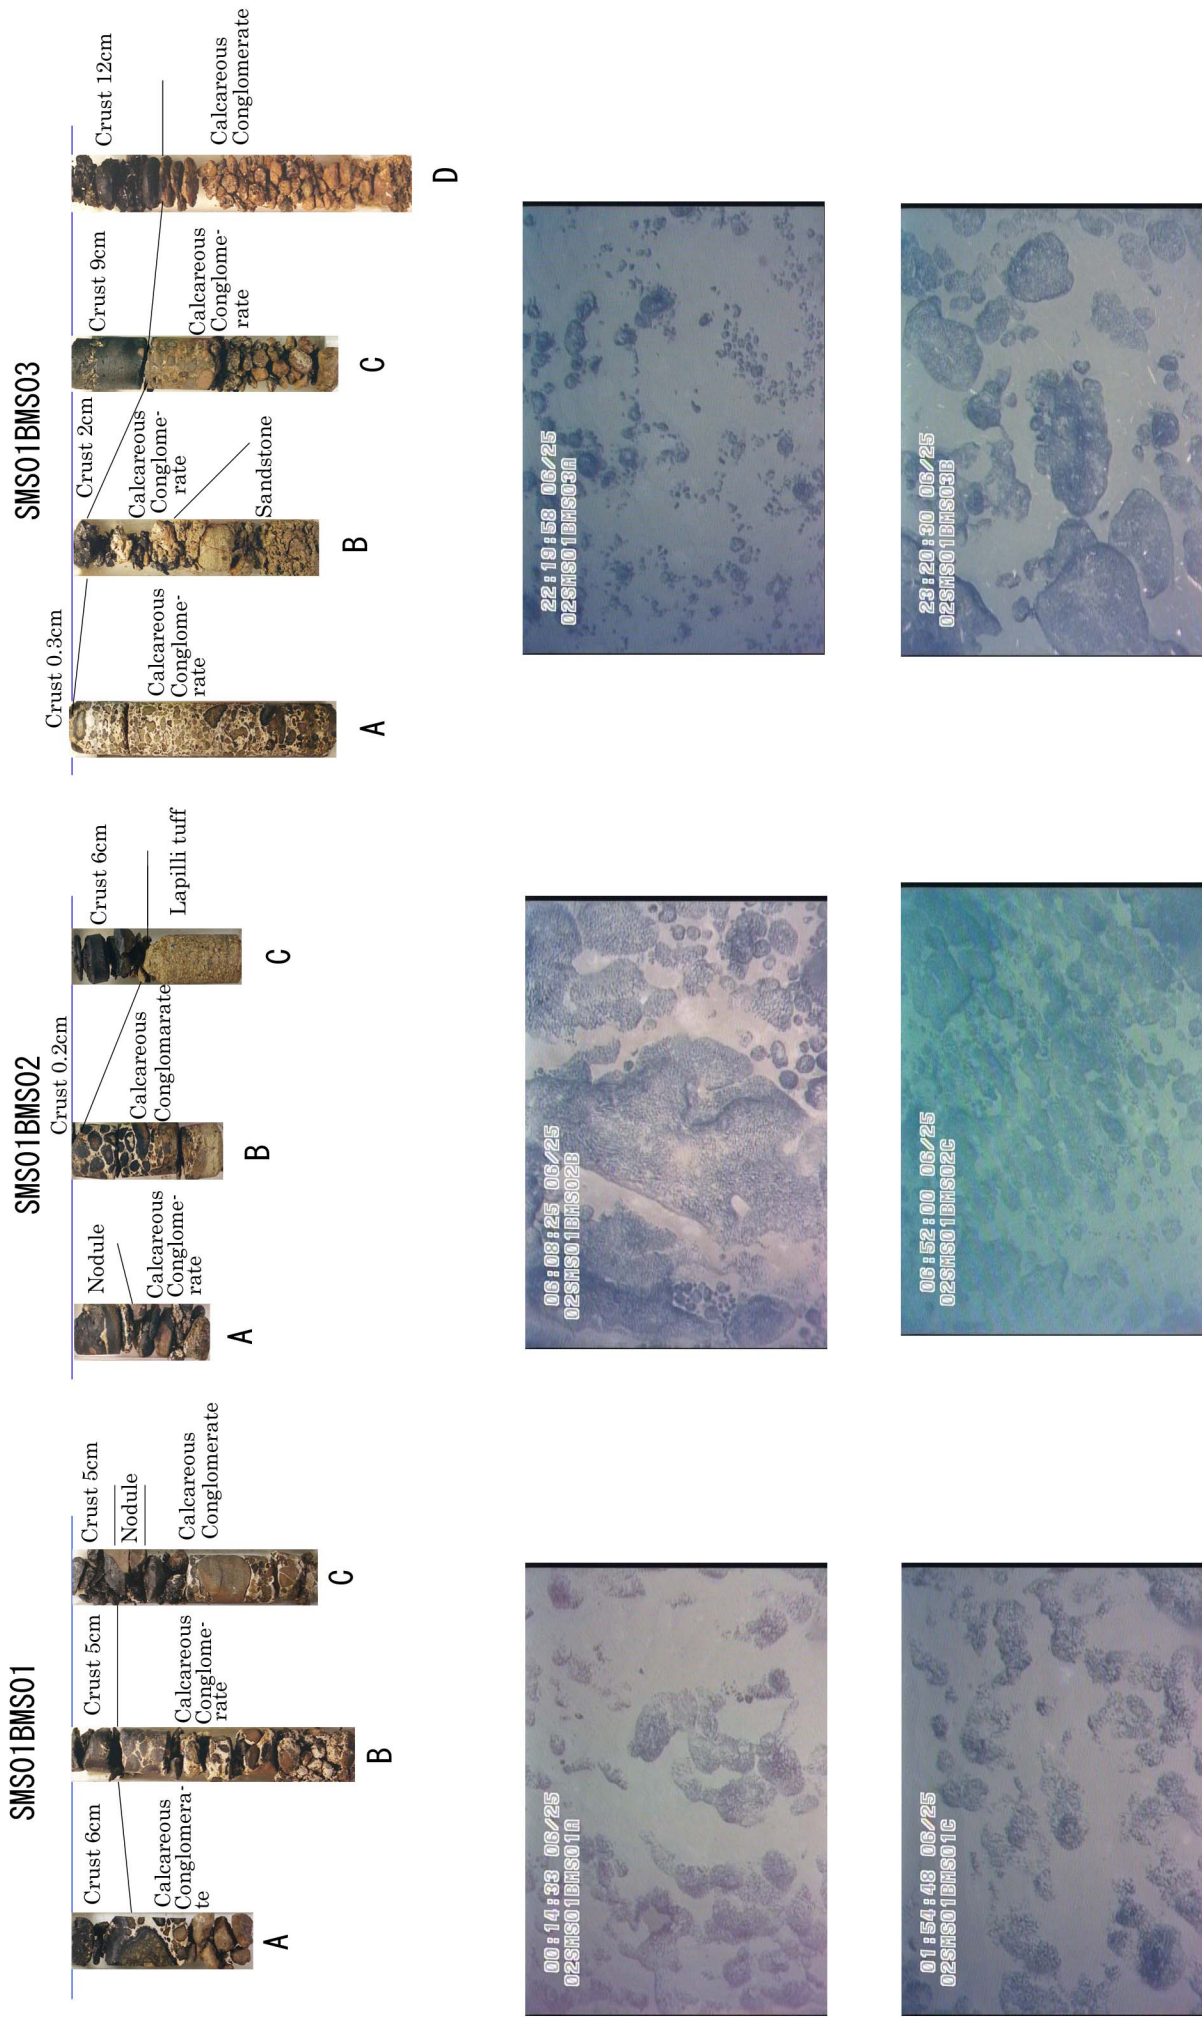 SMS01BMS01
Crust 6cm
Calcareous
Conglomera-
te
A
Crust 5cm
Calcareous
Conglome-
rate
B
Crust 5cm
Nodule
Calcareous
Conglomerate
C
SMS01BMS02
Nodule
Calcareous
Conglome-
rate
A
Crust 0.2cm
Calcareous
Conglomarate
B
Crust 6cm
Lapilli tuff
C
SMS01BMS03
Crust 0.3cm
Calcareous
Conglome-
rate
A
Crust 2cm
Calcareous
Conglome-
rate
Sandstone
B
Crust 9cm
Calcareous
Conglome-
rate
C
Crust 12cm
Calcareous
Conglomerate
D
00:14:33 06/25
02SMS01BMS01A
06:08:25 06/25
02SMS01BMS02B
22:19:58 06/25
02SMS01BMS03A
01:54:48 06/25
02SMS01BMS01C
06:52:00 06/25
02SMS01BMS02C
23:20:30 06/25
02SMS01BMS03B